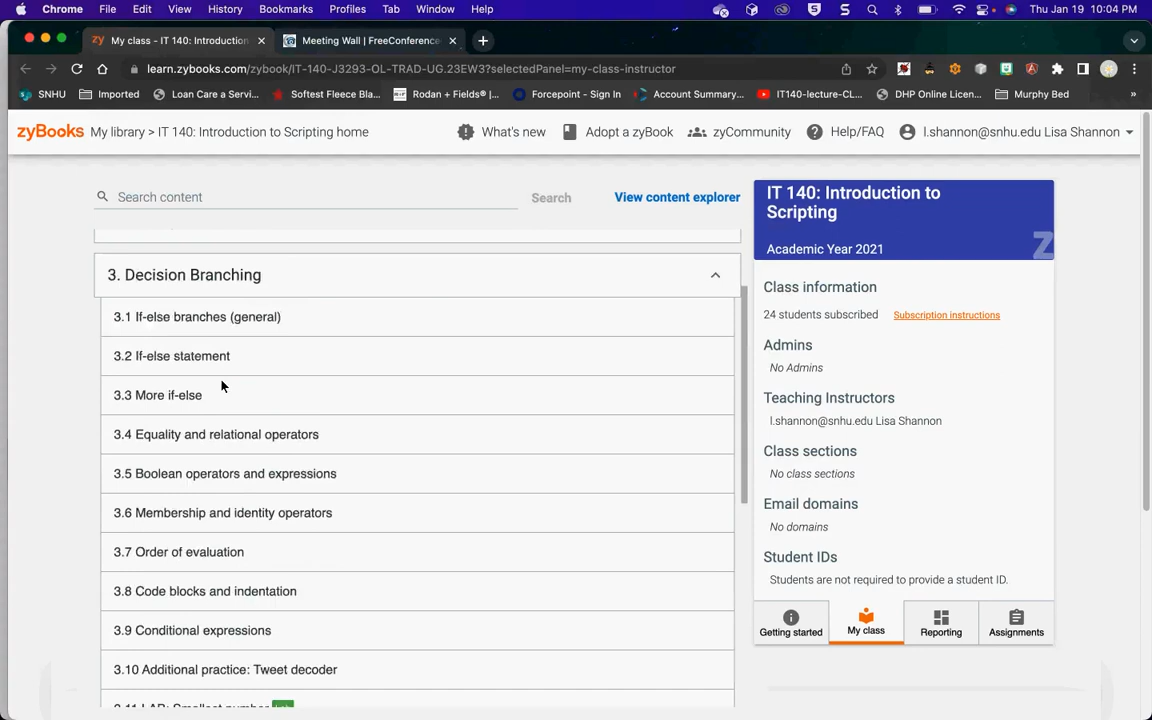 Chrome File Edit View History Bookmarks Profiles Tab Window Help Thu Jan 19 10:04 PM
zy My class - IT 140: Introduction Meeting Wall | FreeConference
learn.zybooks.com/zybook/IT-140-J3293-OL-TRAD-UG.23EW3?selectedPanel=my-class-instructor
SNHU Imported Loan Care a Servi... Softest Fleece Bla... Rodan + Fields® |... Forcepoint - Sign In Account Summary... IT140-lecture-CL... DHP Online Licen... Murphy Bed »
zyBooks My library > IT 140: Introduction to Scripting home What's new Adopt a zyBook zyCommunity Help/FAQ l.shannon@snhu.edu Lisa Shannon
Search content Search View content explorer
3. Decision Branching
3.1 If-else branches (general)
3.2 If-else statement
3.3 More if-else
3.4 Equality and relational operators
3.5 Boolean operators and expressions
3.6 Membership and identity operators
3.7 Order of evaluation
3.8 Code blocks and indentation
3.9 Conditional expressions
3.10 Additional practice: Tweet decoder
3.11 LAB: Smallest number
IT 140: Introduction to
Scripting
Academic Year 2021
Class information
24 students subscribed Subscription instructions
Admins
No Admins
Teaching Instructors
l.shannon@snhu.edu Lisa Shannon
Class sections
No class sections
Email domains
No domains
Student IDs
Students are not required to provide a student ID.
Getting started My class Reporting Assignments